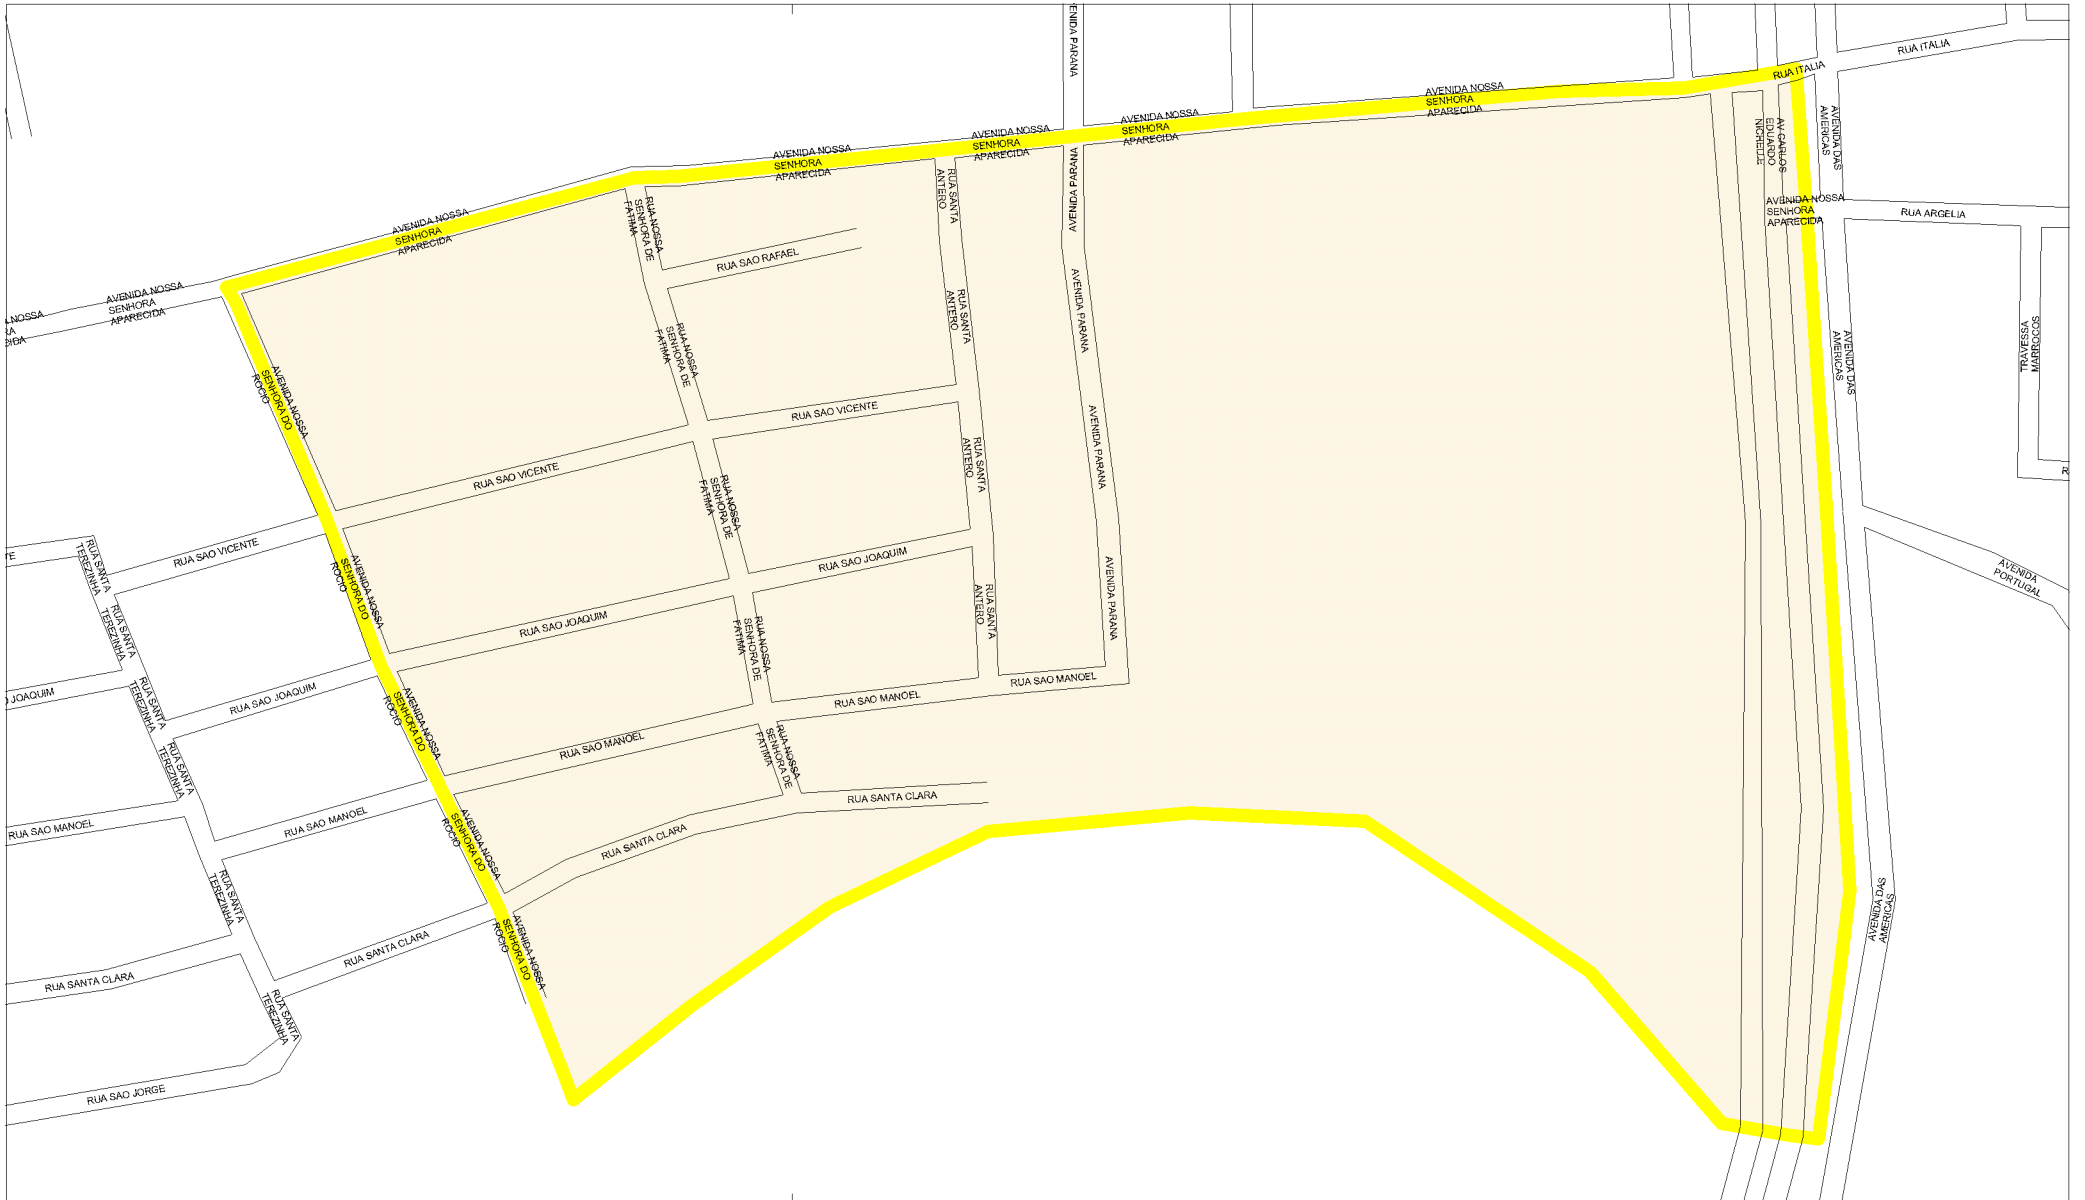 ENIDA PARANA
RUA ITALIA
RUA ITALIA
AVENIDA NOSSA
SENHORA
APARECIDA
AVENIDA NOSSA
SENHORA
APARECIDA
AVENIDA NOSSA
SENHORA
APARECIDA
AVENIDA NOSSA
SENHORA
APARECIDA
AVENIDA NOSSA
SENHORA
APARECIDA
AVENIDA NOSSA
SENHORA
APARECIDA
NOSSA
RA
CIDA
AV CARLOS
EDUARDO
NICHELLE
AVENIDA DAS
AMERICAS
AVENIDA NOSSA
SENHORA
APARECIDA
RUA ARGELIA
RUA NOSSA
SENHORA DE
FATIMA
RUA SANTA
ANTERO
AVENIDA PARANA
RUA SAO RAFAEL
RUA SANTA
ANTERO
AVENIDA PARANA
AVENIDA DAS
AMERICAS
TRAVESSA
MARROCOS
RUA NOSSA
SENHORA DE
FATIMA
AVENIDA NOSSA
SENHORA DO
ROCIO
RUA SAO VICENTE
RUA SANTA
ANTERO
AVENIDA PARANA
RUA SAO VICENTE
R
RUA NOSSA
SENHORA DE
FATIMA
TE
RUA SANTA
TEREZINHA
RUA SAO VICENTE
AVENIDA NOSSA
SENHORA DO
ROCIO
RUA SAO JOAQUIM
AVENIDA PARANA
AVENIDA
PORTUGAL
RUA SANTA
TEREZINHA
RUA SAO JOAQUIM
RUA NOSSA
SENHORA DE
FATIMA
RUA SANTA
ANTERO
O JOAQUIM
RUA SANTA
TEREZINHA
RUA SAO JOAQUIM
AVENIDA NOSSA
SENHORA DO
ROCIO
RUA SAO MANOEL
RUA SAO MANOEL
RUA SAO MANOEL
RUA NOSSA
SENHORA DE
FATIMA
RUA SANTA
TEREZINHA
RUA SAO MANOEL
RUA SAO MANOEL
AVENIDA NOSSA
SENHORA DO
ROCIO
RUA SANTA CLARA
RUA SANTA CLARA
RUA SANTA
TEREZINHA
AVENIDA DAS
AMERICAS
RUA SANTA CLARA
RUA SANTA CLARA
AVENIDA NOSSA
SENHORA DO
ROCIO
RUA SANTA
TEREZINHA
RUA SAO JORGE